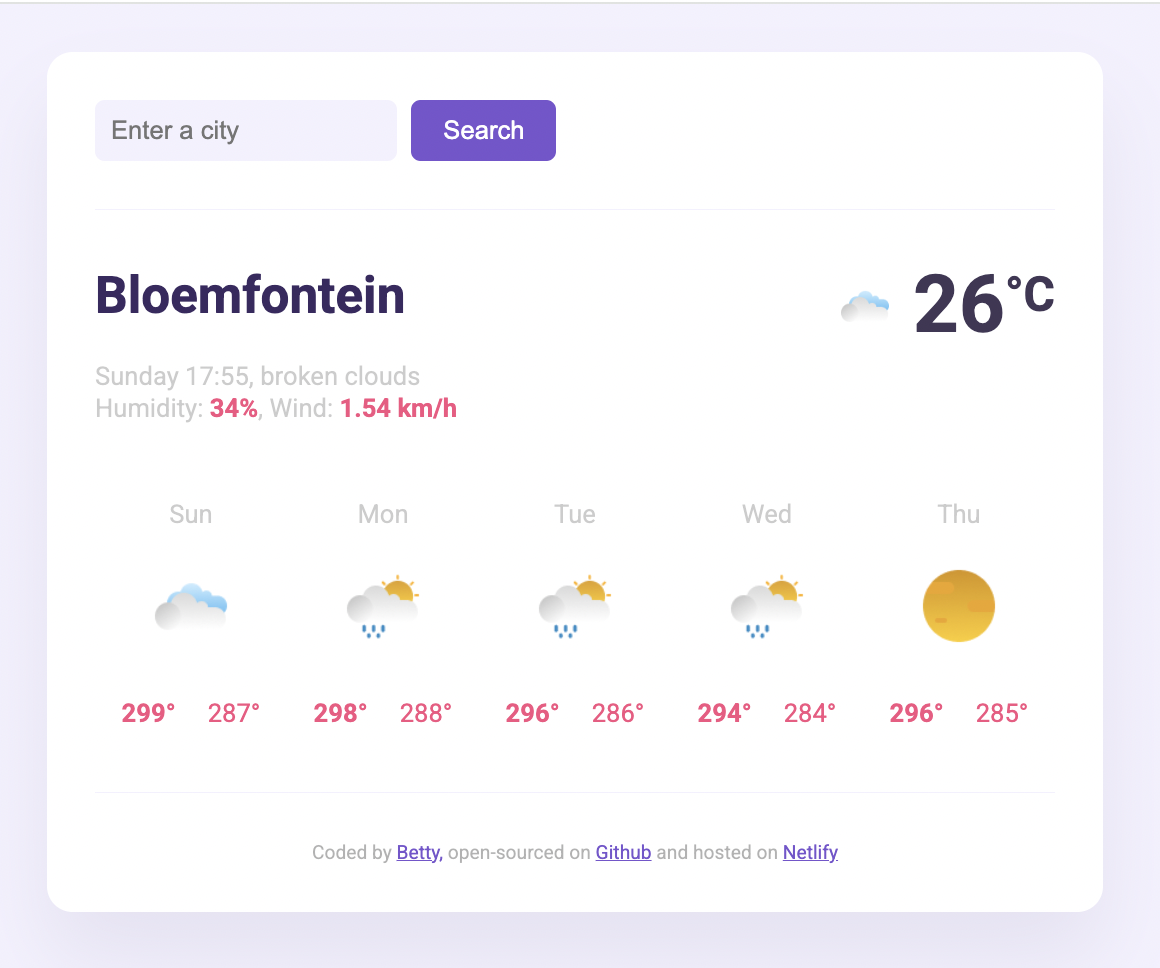 Enter a city
Search
Bloemfontein
26°C
Sunday 17:55, broken clouds
Humidity: 34%, Wind: 1.54 km/h
Sun Mon Tue Wed Thu
299° 287° 298° 288° 296° 286° 294° 284° 296° 285°
Coded by Betty, open-sourced on Github and hosted on Netlify